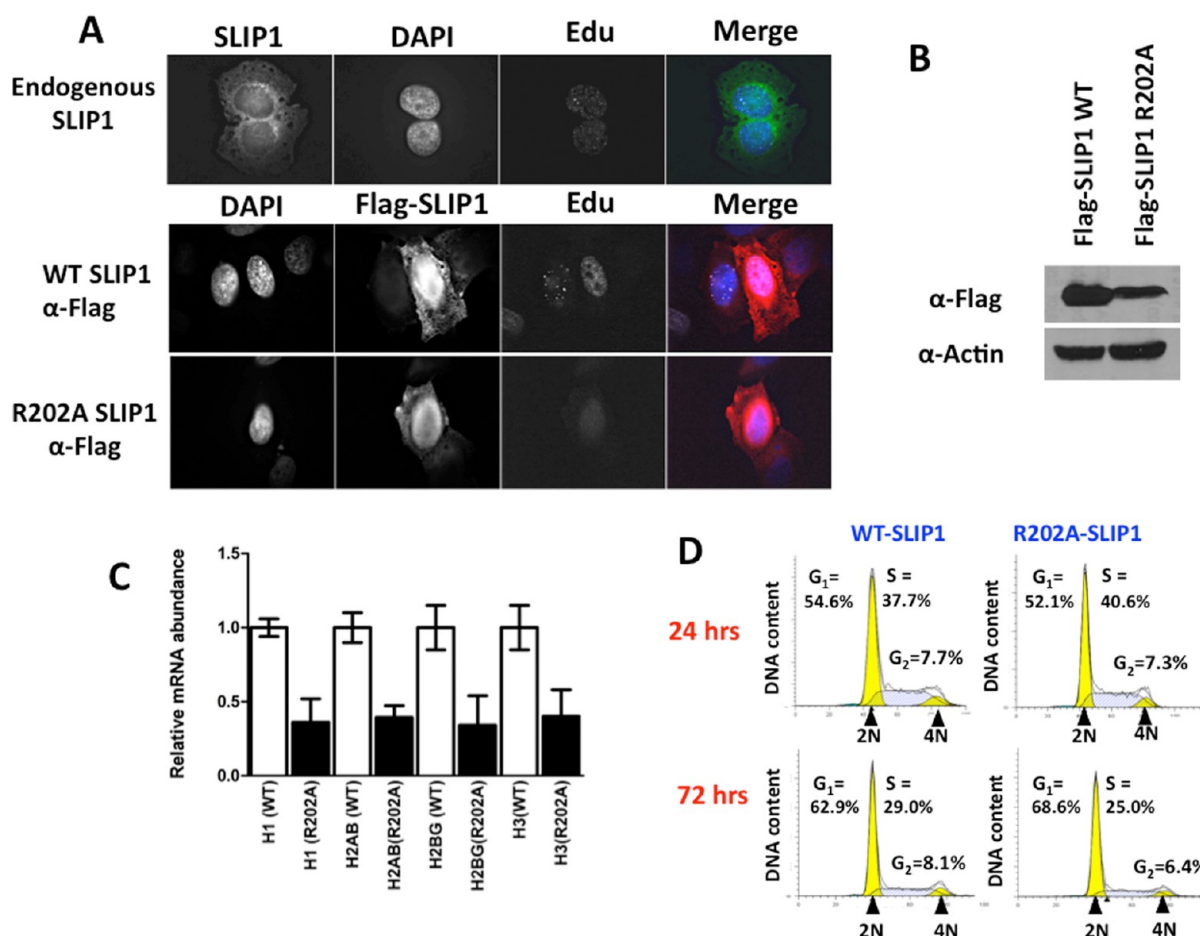 A
SLIP1 DAPI Edu Merge
Endogenous
SLIP1
DAPI Flag-SLIP1 Edu Merge
WT SLIP1
α-Flag
R202A SLIP1
α-Flag
B
Flag-SLIP1 WT
Flag-SLIP1 R202A
α-Flag
α-Actin
C
Relative mRNA abundance
1.5
1.0
0.5
0.0
H1 (WT)
H1 (R202A)
H2AB (WT)
H2AB(R202A)
H2BG (WT)
H2BG(R202A)
H3(WT)
H3(R202A)
D
WT-SLIP1 R202A-SLIP1
24 hrs
DNA content
G1=
54.6%
S =
37.7%
G2=7.7%
2N 4N
DNA content
G1=
52.1%
S =
40.6%
G2=7.3%
2N 4N
72 hrs
DNA content
G1=
62.9%
S =
29.0%
G2=8.1%
2N 4N
DNA content
G1=
68.6%
S =
25.0%
G2=6.4%
2N 4N